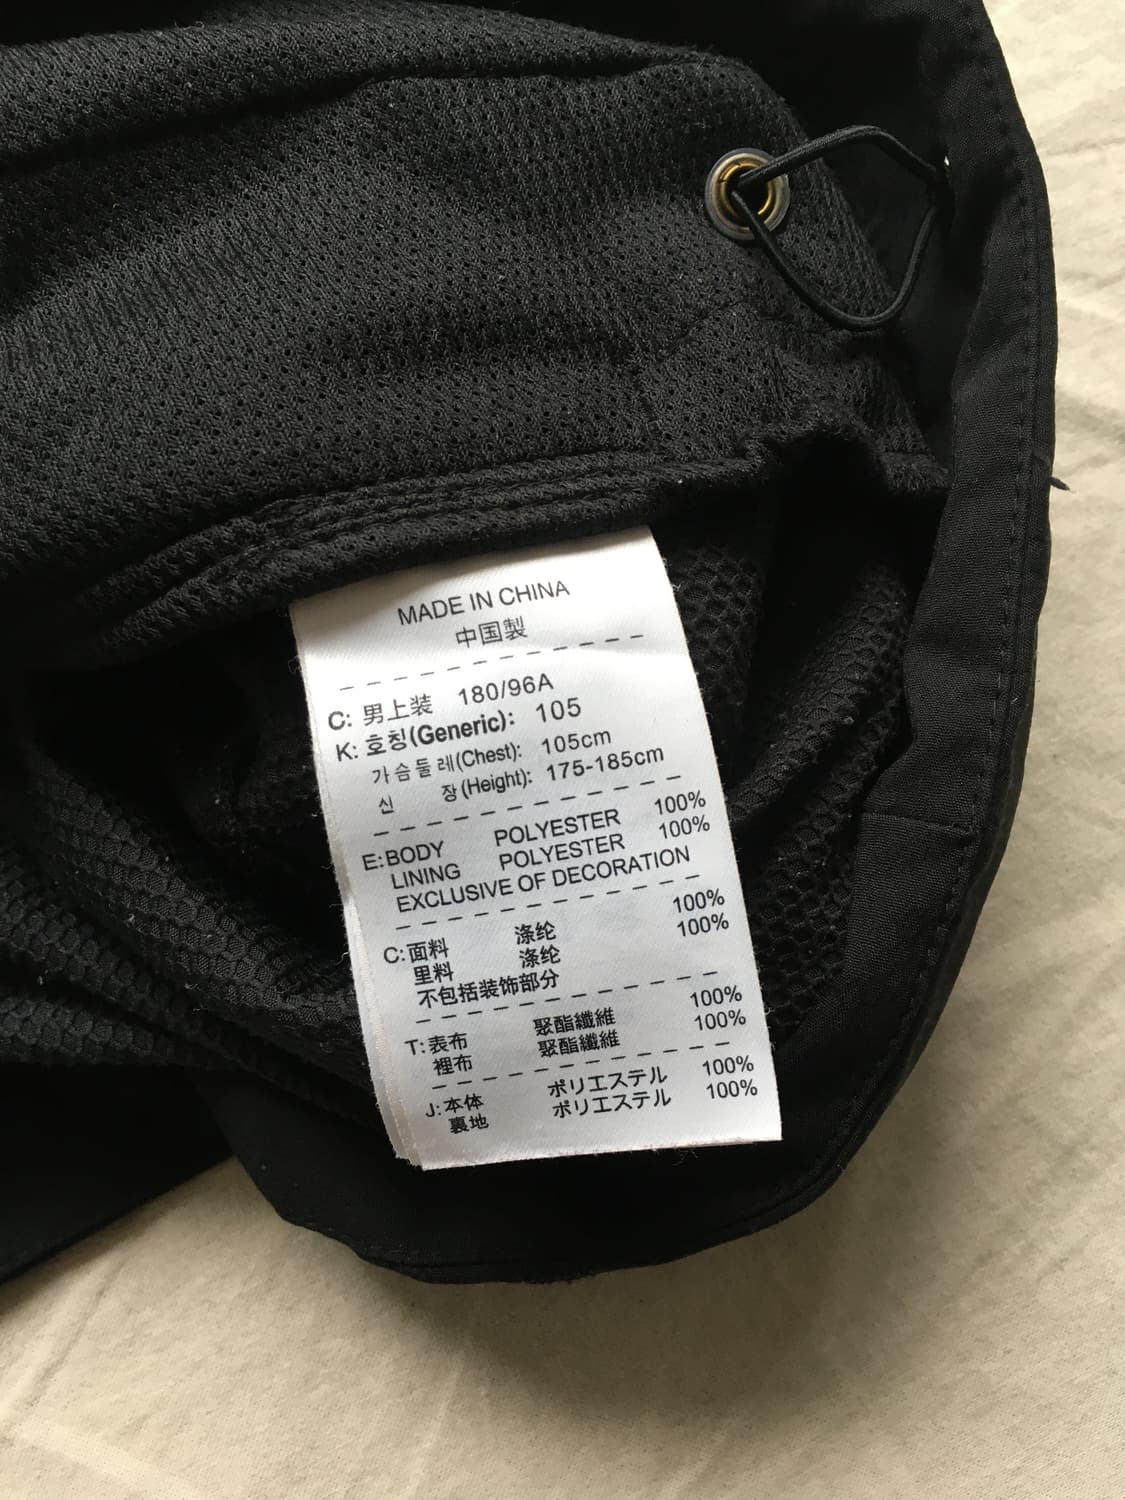 MADE IN CHINA
中国製
C: 男上装 180/96A
K: 호칭(Generic): 105
가슴둘레(Chest): 105cm
신 장(Height): 175-185cm
E: BODY POLYESTER 100%
LINING POLYESTER 100%
EXCLUSIVE OF DECORATION
C: 面料 涤纶 100%
里料 涤纶 100%
不包括装饰部分
T: 表布 聚酯纖維 100%
裡布 聚酯纖維 100%
J: 本体 ポリエステル 100%
裏地 ポリエステル 100%